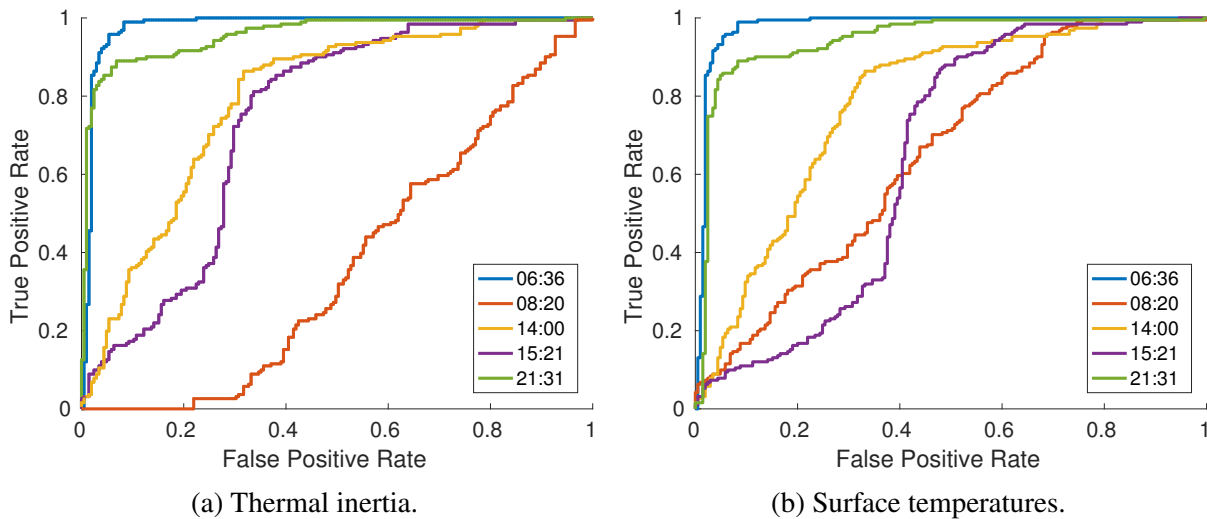 1
0.8
0.6
0.4
0.2
0
True Positive Rate
0 0.2 0.4 0.6 0.8 1
False Positive Rate
06:36
08:20
14:00
15:21
21:31
(a) Thermal inertia.
1
0.8
0.6
0.4
0.2
0
True Positive Rate
0 0.2 0.4 0.6 0.8 1
False Positive Rate
06:36
08:20
14:00
15:21
21:31
(b) Surface temperatures.